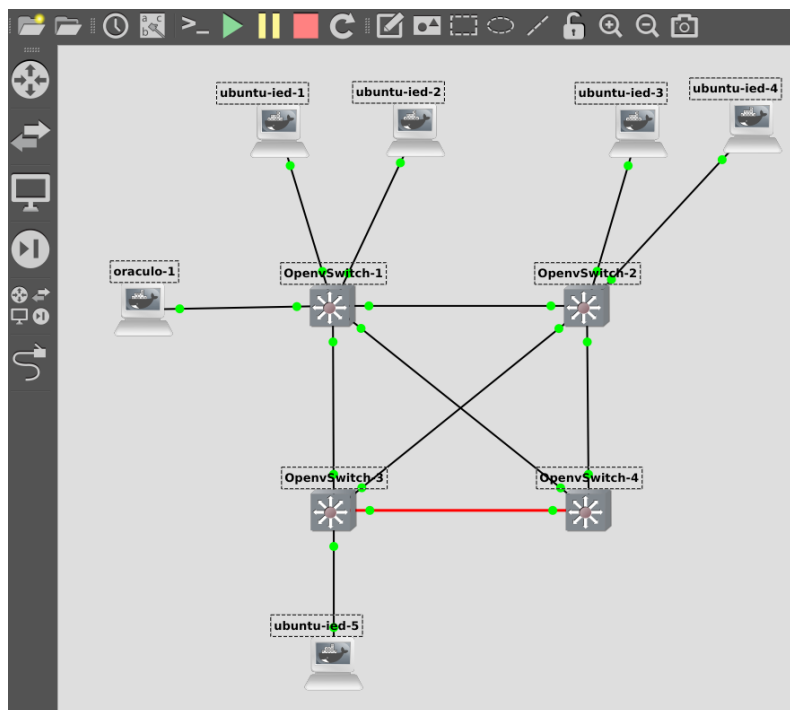 ubuntu-ied-1
ubuntu-ied-2
ubuntu-ied-3
ubuntu-ied-4
oraculo-1
OpenvSwitch-1
OpenvSwitch-2
OpenvSwitch-3
OpenvSwitch-4
ubuntu-ied-5